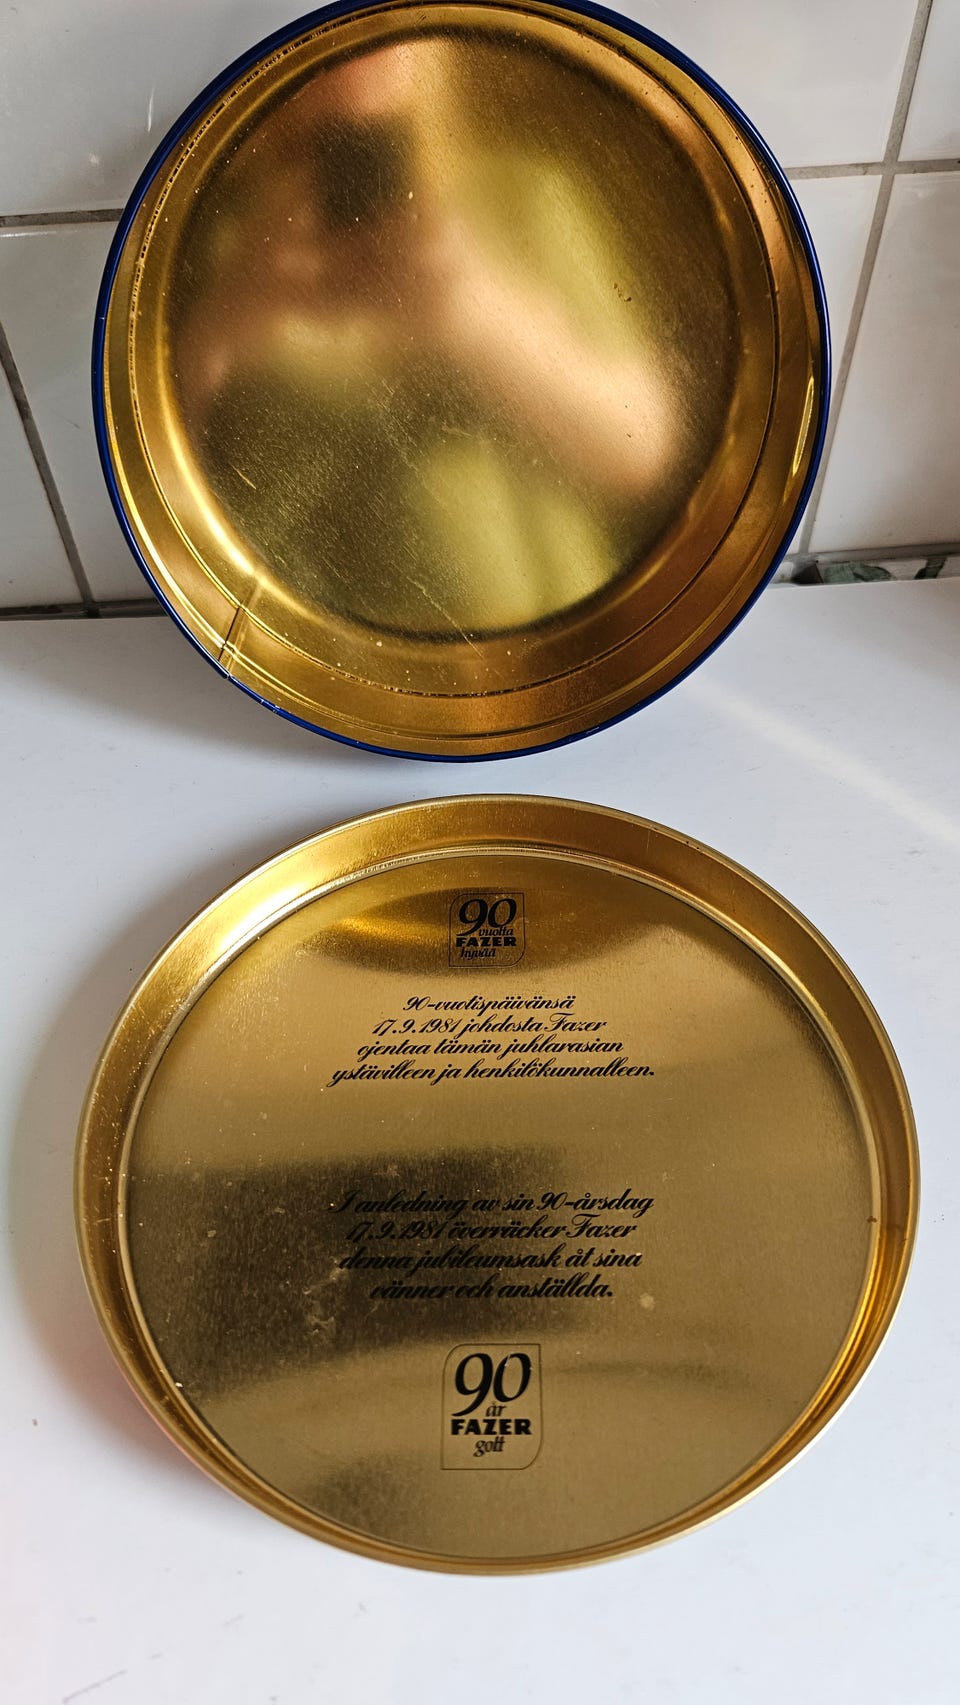 90
vuotta
FAZER
hyvää
90-vuotispäivänsä
17.9.1981 johdosta Fazer
ojentaa tämän juhlarasian
ystävilleen ja henkilökunnalleen.
I anledning av sin 90-årsdag
17.9.1981 överräcker Fazer
denna jubileumsask åt sina
vänner och anställda.
90
år
FAZER
gott